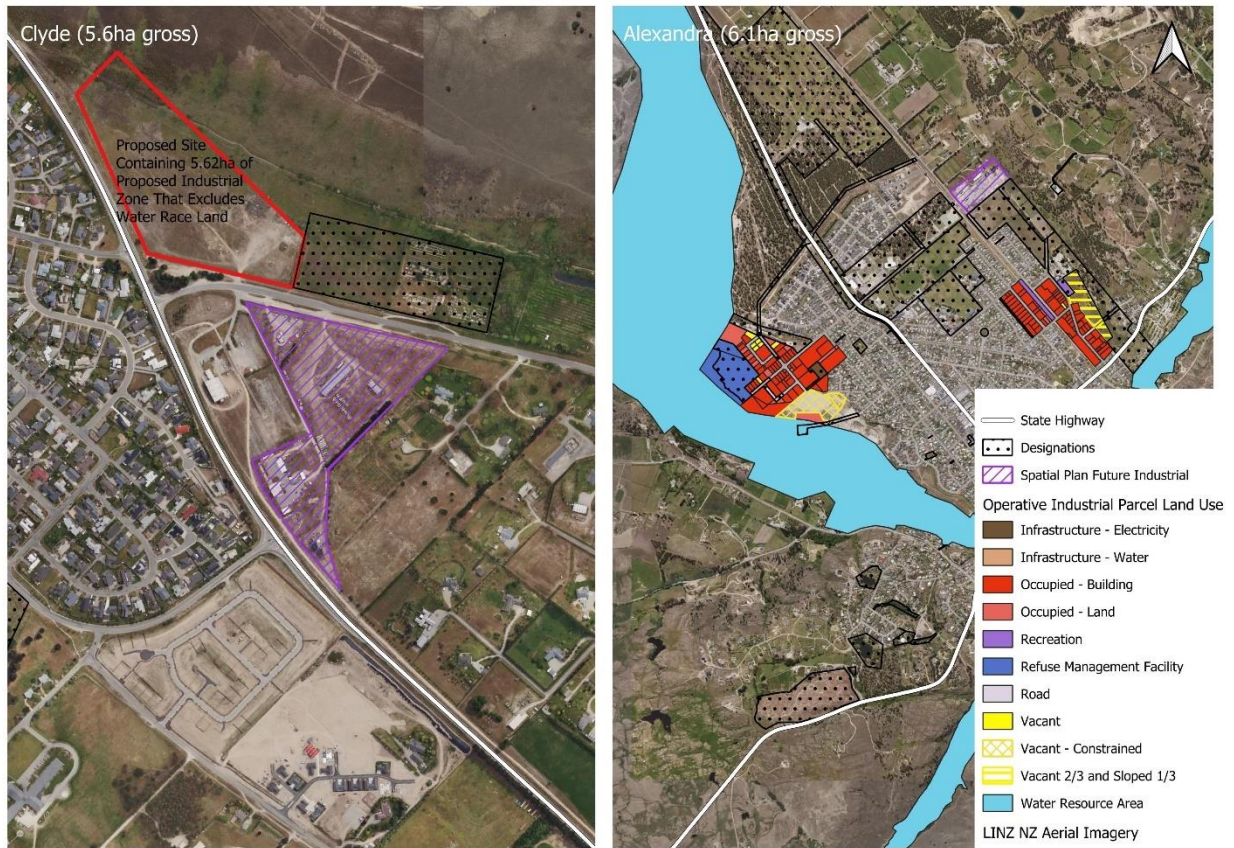 Clyde (5.6ha gross)
Proposed Site
Containing 5.62ha of
Proposed Industrial
Zone That Excludes
Water Race Land
Alexandra (6.1ha gross)
State Highway
Designations
Spatial Plan Future Industrial
Operative Industrial Parcel Land Use
Infrastructure - Electricity
Infrastructure - Water
Occupied - Building
Occupied - Land
Recreation
Refuse Management Facility
Road
Vacant
Vacant - Constrained
Vacant 2/3 and Sloped 1/3
Water Resource Area
LINZ NZ Aerial Imagery